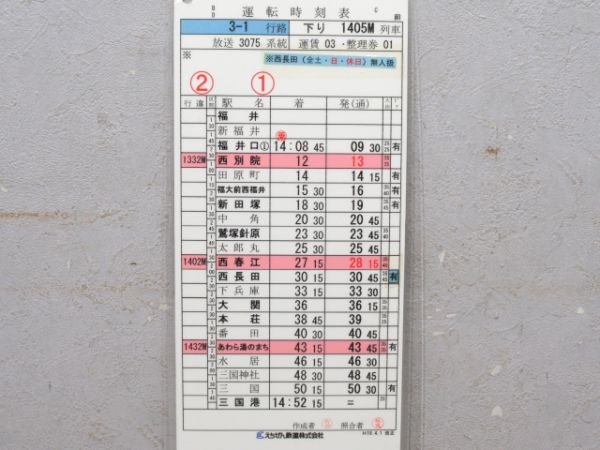 B D 運転時刻表 C 前
3-1 行路 下り 1405M 列車
放送 3075 系統 運賃 03・整理券 01
※ ※西長田(全土・日・休日)無人扱
② ①
行違 駅名 着 発(通)
福井
新福井
福井口① 14:08 45 09 30 有
1332M 西別院 12 13
田原町 14 14 15 有
福大前西福井 15 30 16 有
新田塚 18 30 19 有
中角 20 30 20 45
鷲塚針原 23 30 23 45
太郎丸 25 30 25 45
1402M 西春江 27 15 28 15
西長田 30 15 30 45 有
下兵庫 33 15 33 30
大関 36 36 15
本荘 38 45 39
番田 40 30 40 45
1432M あわら湯のまち 43 15 43 45 有
水居 46 15 46 30
三国神社 48 30 48 45
三国 50 15 50 30 有
三国港 14:52 15 =
作成者 照合者
えちぜん鉄道株式会社